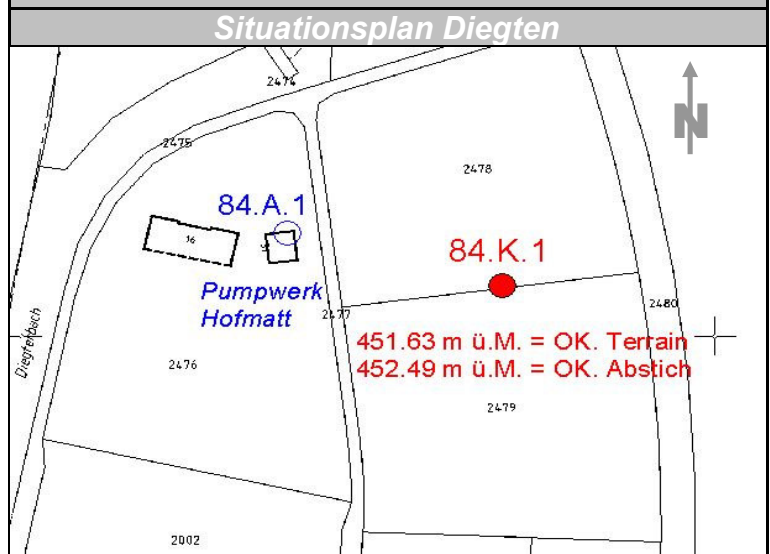 Situationsplan Diegten
2474
N
2475
2478
84.A.1
16
84.K.1
Pumpwerk
Hofmatt
2477
2480
451.63 m ü.M. = OK. Terrain
452.49 m ü.M. = OK. Abstich
Diegterbach
2476
2479
2002